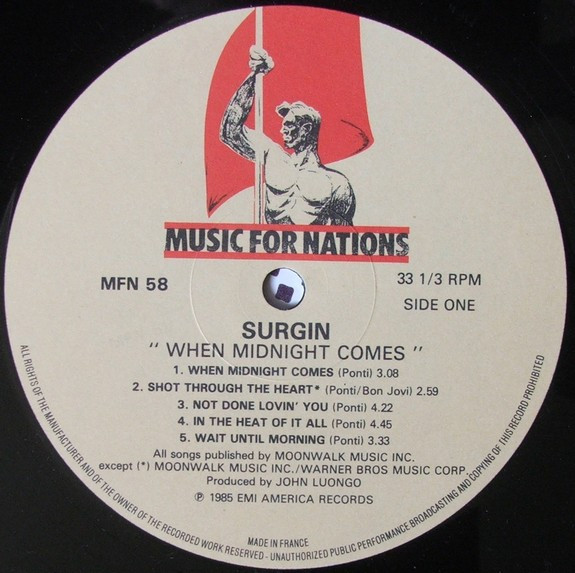 MUSIC FOR NATIONS
MFN 58
33 1/3 RPM
SIDE ONE
SURGIN
" WHEN MIDNIGHT COMES "
1. WHEN MIDNIGHT COMES (Ponti) 3.08
2. SHOT THROUGH THE HEART* (Ponti/Bon Jovi) 2.59
3. NOT DONE LOVIN' YOU (Ponti) 4.22
4. IN THE HEAT OF IT ALL (Ponti) 4.45
5. WAIT UNTIL MORNING (Ponti) 3.33
All songs published by MOONWALK MUSIC INC.
except (*) MOONWALK MUSIC INC./WARNER BROS MUSIC CORP.
Produced by JOHN LUONGO
℗ 1985 EMI AMERICA RECORDS
MADE IN FRANCE
ALL RIGHTS OF THE MANUFACTURER AND OF THE OWNER OF THE RECORDED WORK RESERVED - UNAUTHORIZED PUBLIC PERFORMANCE BROADCASTING AND COPYING OF THIS RECORD PROHIBITED